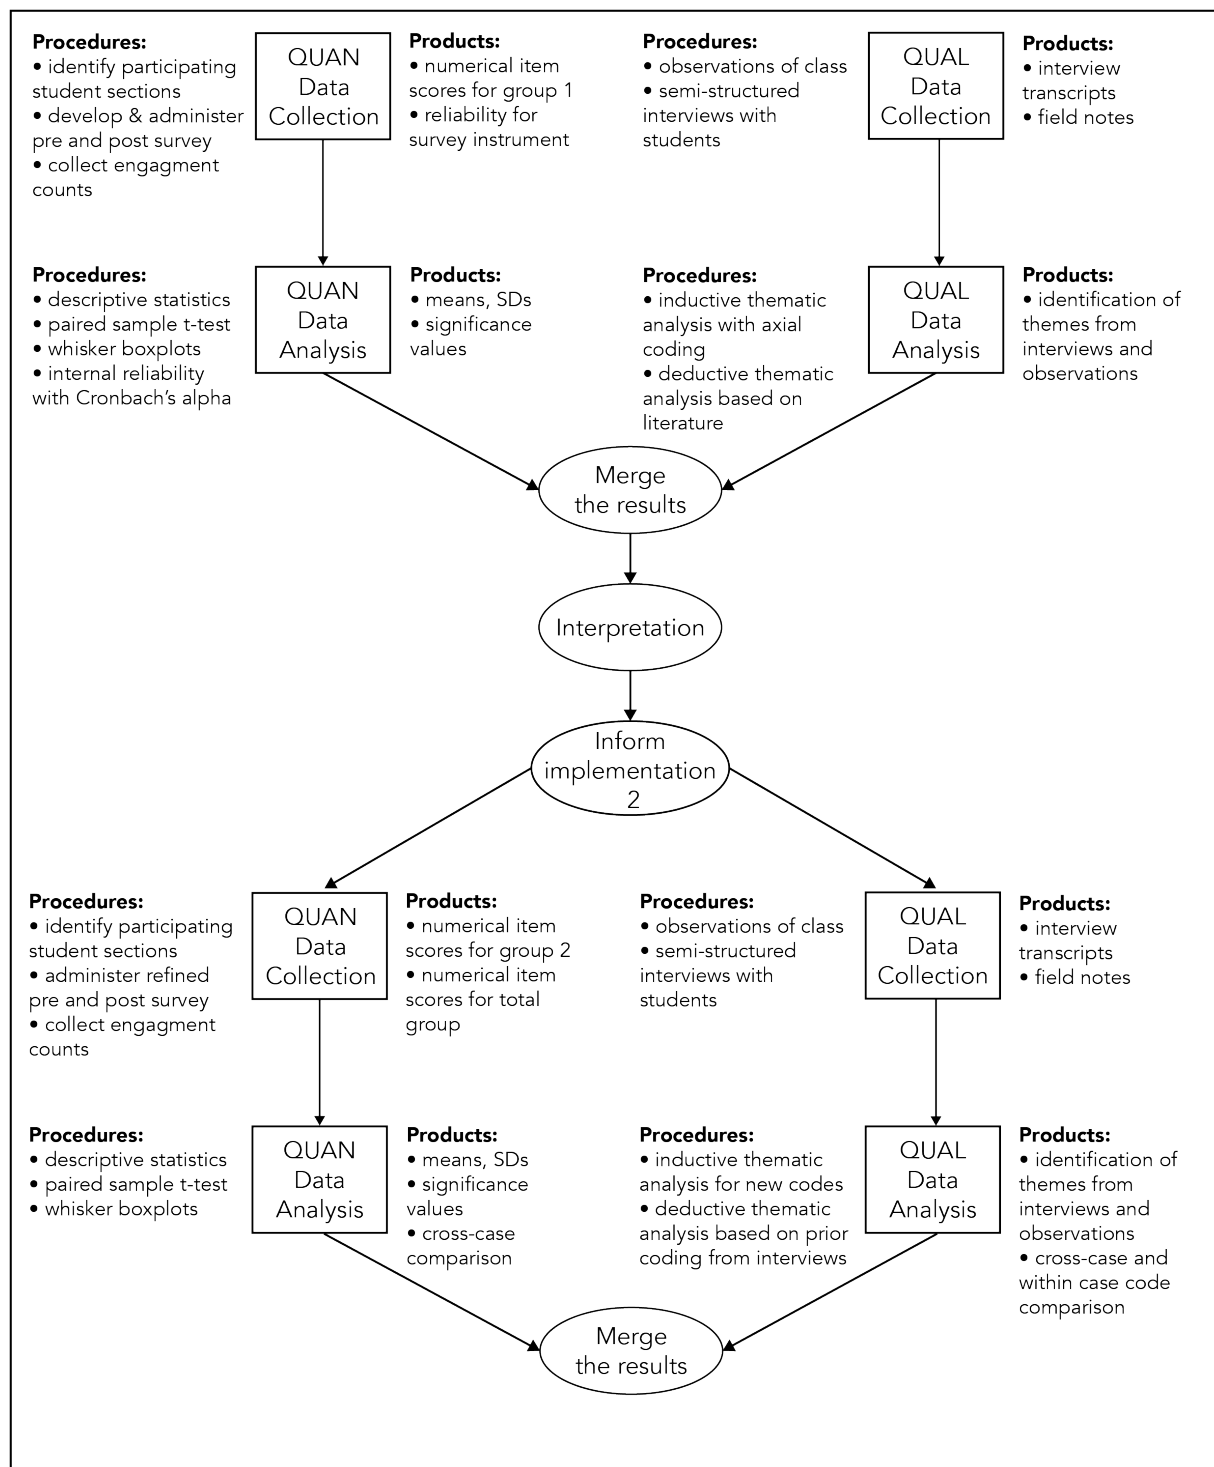 Procedures:
• identify participating
student sections
• develop & administer
pre and post survey
• collect engagment
counts
QUAN
Data
Collection
Products:
• numerical item
scores for group 1
• reliability for
survey instrument
Procedures:
• observations of class
• semi-structured
interviews with
students
QUAL
Data
Collection
Products:
• interview
transcripts
• field notes
Procedures:
• descriptive statistics
• paired sample t-test
• whisker boxplots
• internal reliability
with Cronbach’s alpha
QUAN
Data
Analysis
Products:
• means, SDs
• significance
values
Procedures:
• inductive thematic
analysis with axial
coding
• deductive thematic
analysis based on
literature
QUAL
Data
Analysis
Products:
• identification of
themes from
interviews and
observations
Merge
the results
Interpretation
Inform
implementation
2
Procedures:
• identify participating
student sections
• administer refined
pre and post survey
• collect engagment
counts
QUAN
Data
Collection
Products:
• numerical item
scores for group 2
• numerical item
scores for total
group
Procedures:
• observations of class
• semi-structured
interviews with
students
QUAL
Data
Collection
Products:
• interview
transcripts
• field notes
Procedures:
• descriptive statistics
• paired sample t-test
• whisker boxplots
QUAN
Data
Analysis
Products:
• means, SDs
• significance
values
• cross-case
comparison
Procedures:
• inductive thematic
analysis for new codes
• deductive thematic
analysis based on prior
coding from interviews
QUAL
Data
Analysis
Products:
• identification of
themes from
interviews and
observations
• cross-case and
within case code
comparison
Merge
the results